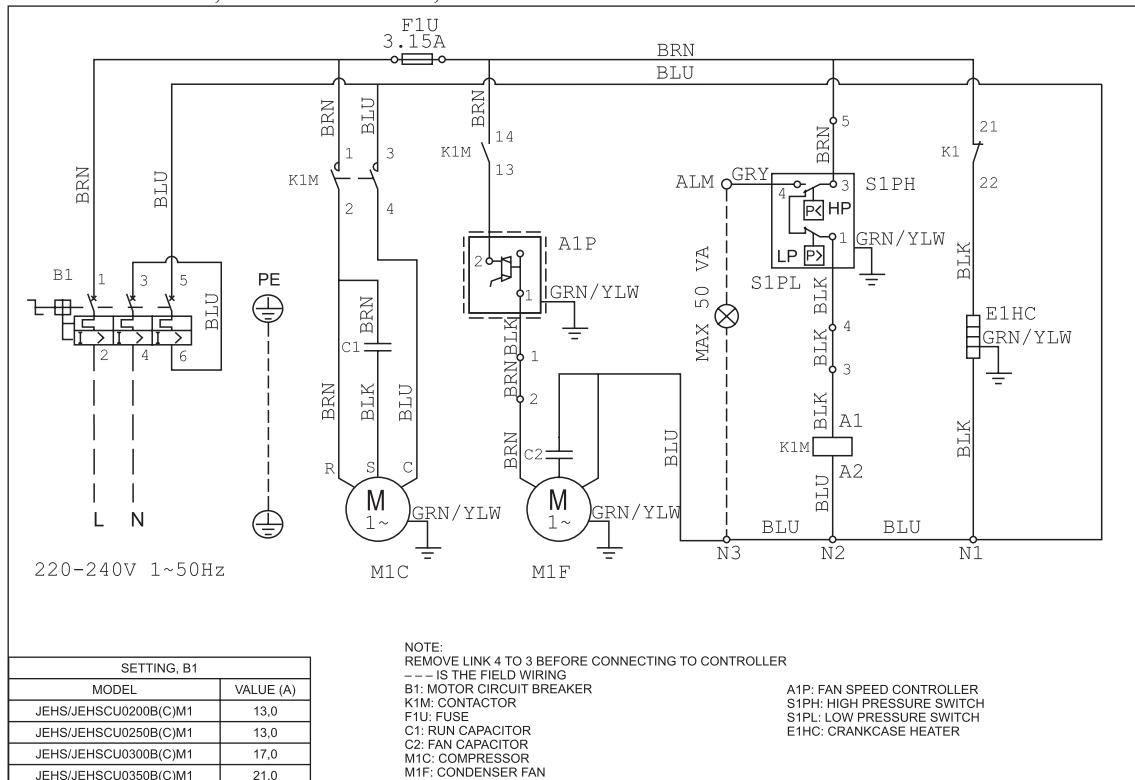 F1U
3.15A
BRN
BLU
BRN
BLU
BRN
BLU
BRN
14
K1M
13
1
3
K1M
2
4
5
BRN
ALM
GRY
4
3
S1PH
P< HP
LP P>
1
GRN/YLW
S1PL
21
K1
22
B1
1
3
5
BLU
2
4
6
PE
A1P
2
1
GRN/YLW
BLK
1
BRN
2
BRN
C1
BRN
BRN
BLK
BLU
R
S
C
M
1~
GRN/YLW
M1C
C2
M
1~
GRN/YLW
M1F
BLU
MAX 50 VA
BLK
4
BLK
3
BLK
A1
K1M
A2
BLU
BLK
E1HC
GRN/YLW
BLK
BLU
BLU
N3
N2
N1
L
N
220-240V 1~50Hz
NOTE:
REMOVE LINK 4 TO 3 BEFORE CONNECTING TO CONTROLLER
--- IS THE FIELD WIRING
B1: MOTOR CIRCUIT BREAKER
K1M: CONTACTOR
F1U: FUSE
C1: RUN CAPACITOR
C2: FAN CAPACITOR
M1C: COMPRESSOR
M1F: CONDENSER FAN
A1P: FAN SPEED CONTROLLER
S1PH: HIGH PRESSURE SWITCH
S1PL: LOW PRESSURE SWITCH
E1HC: CRANKCASE HEATER
SETTING, B1
MODEL VALUE (A)
JEHS/JEHSCU0200B(C)M1 13,0
JEHS/JEHSCU0250B(C)M1 13,0
JEHS/JEHSCU0300B(C)M1 17,0
JEHS/JEHSCU0350B(C)M1 21,0